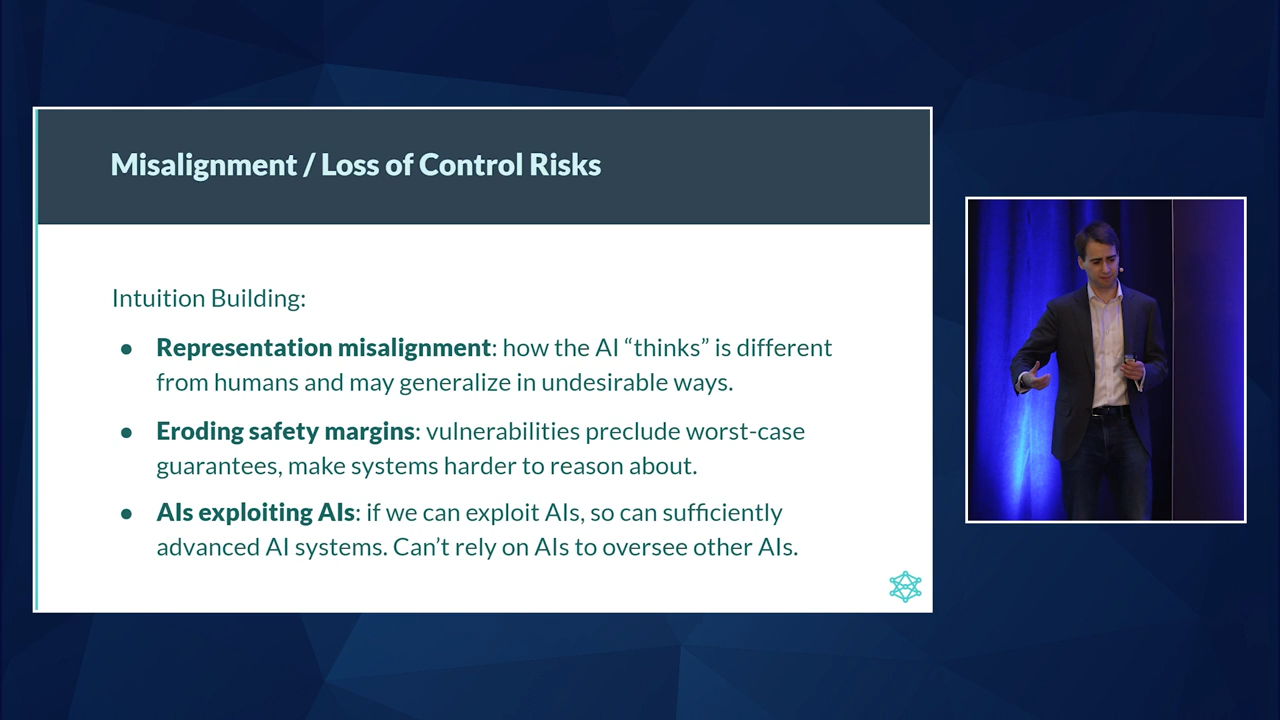 Misalignment / Loss of Control Risks
Intuition Building:
● Representation misalignment: how the AI “thinks” is different
from humans and may generalize in undesirable ways.
● Eroding safety margins: vulnerabilities preclude worst-case
guarantees, make systems harder to reason about.
● AIs exploiting AIs: if we can exploit AIs, so can sufficiently
advanced AI systems. Can’t rely on AIs to oversee other AIs.